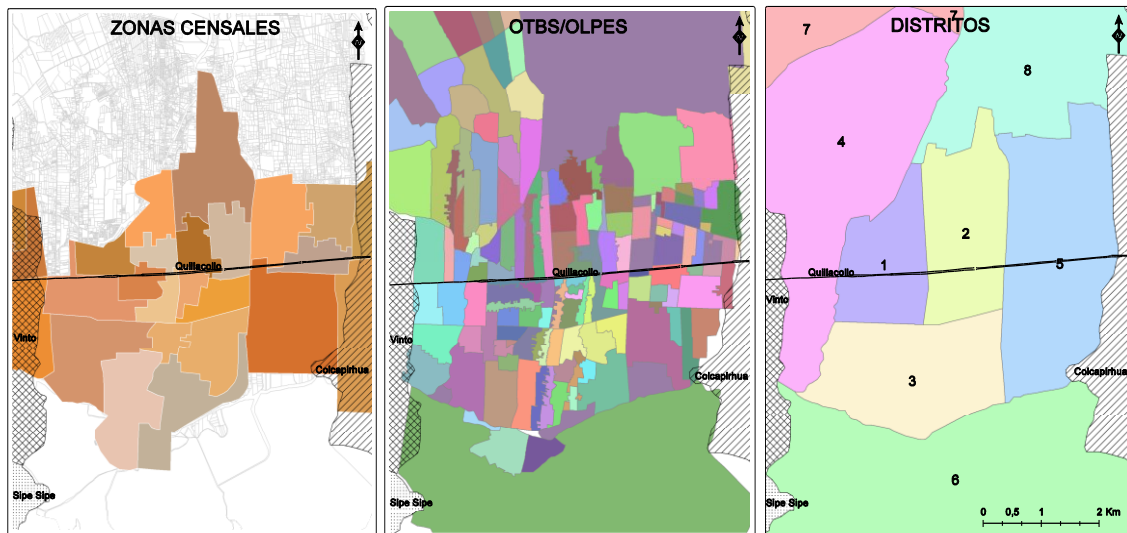 ZONAS CENSALES
Quillacollo
Vinto
Colcapirhua
Sipe Sipe
OTBS/OLPES
Quillacollo
Vinto
Colcapirhua
Sipe Sipe
DISTRITOS
7
7
8
4
2
1
5
Quillacollo
Vinto
Colcapirhua
3
6
Sipe Sipe
0 0,5 1 2 Km